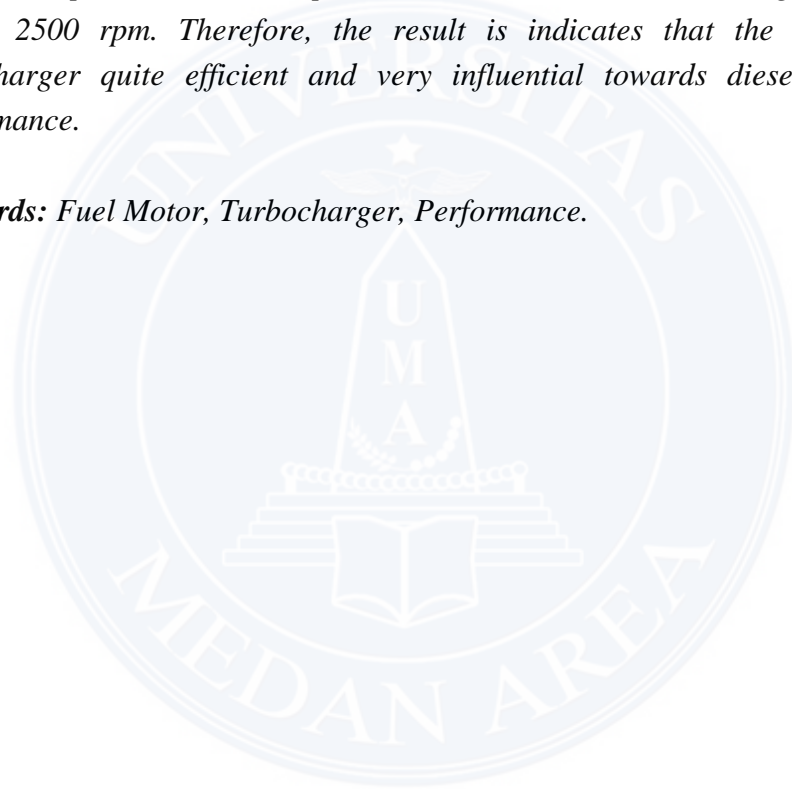 2500 rpm. Therefore, the result is indicates that the
harger quite efficient and very influential towards diese
mance.
rds: Fuel Motor, Turbocharger, Performance.
UNIVERSITAS
U
M
A
MEDAN AREA